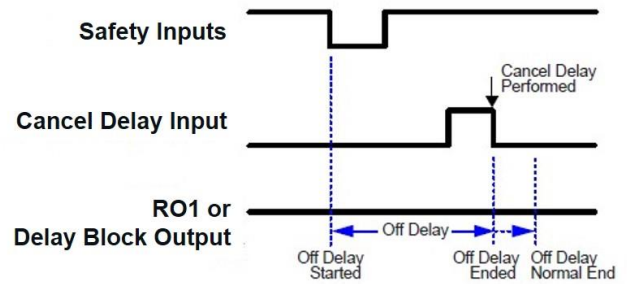 Safety Inputs
Cancel Delay
Performed
Cancel Delay Input
RO1 or
Delay Block Output
Off Delay
Off Delay
Started
Off Delay
Ended
Off Delay
Normal End